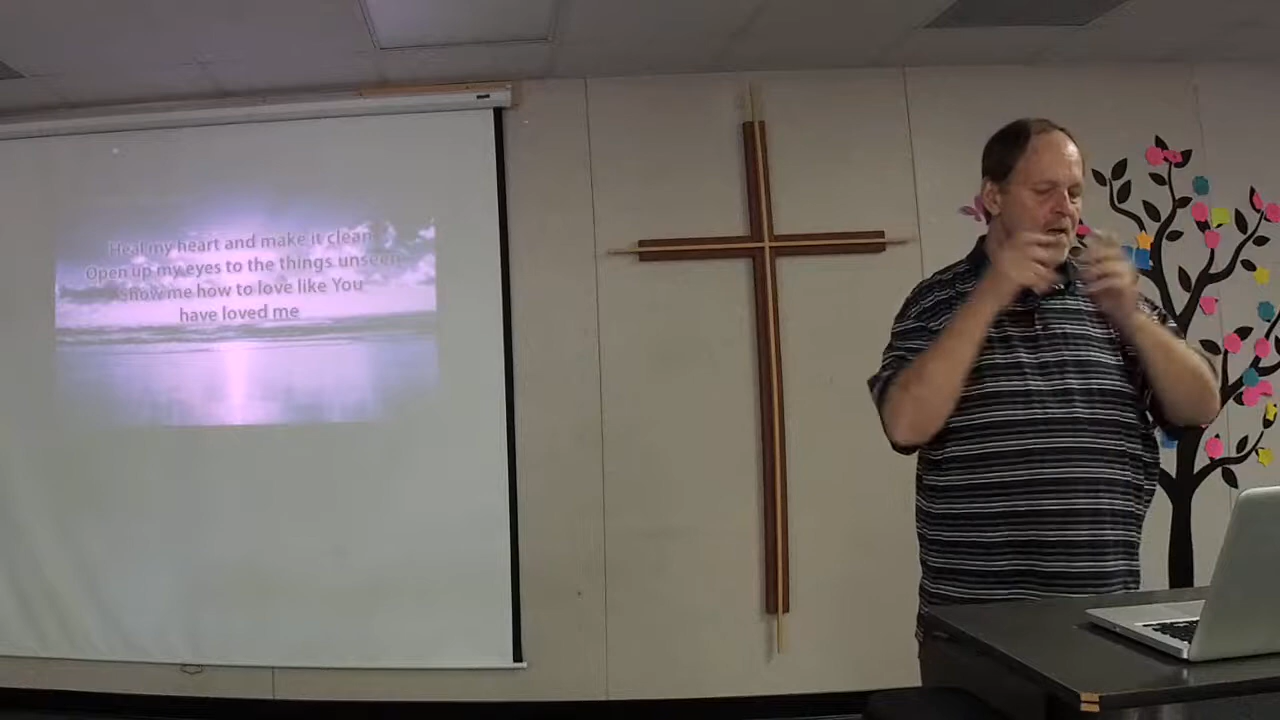 Heal my heart and make it clean
Open up my eyes to the things unseen
Show me how to love like You
have loved me